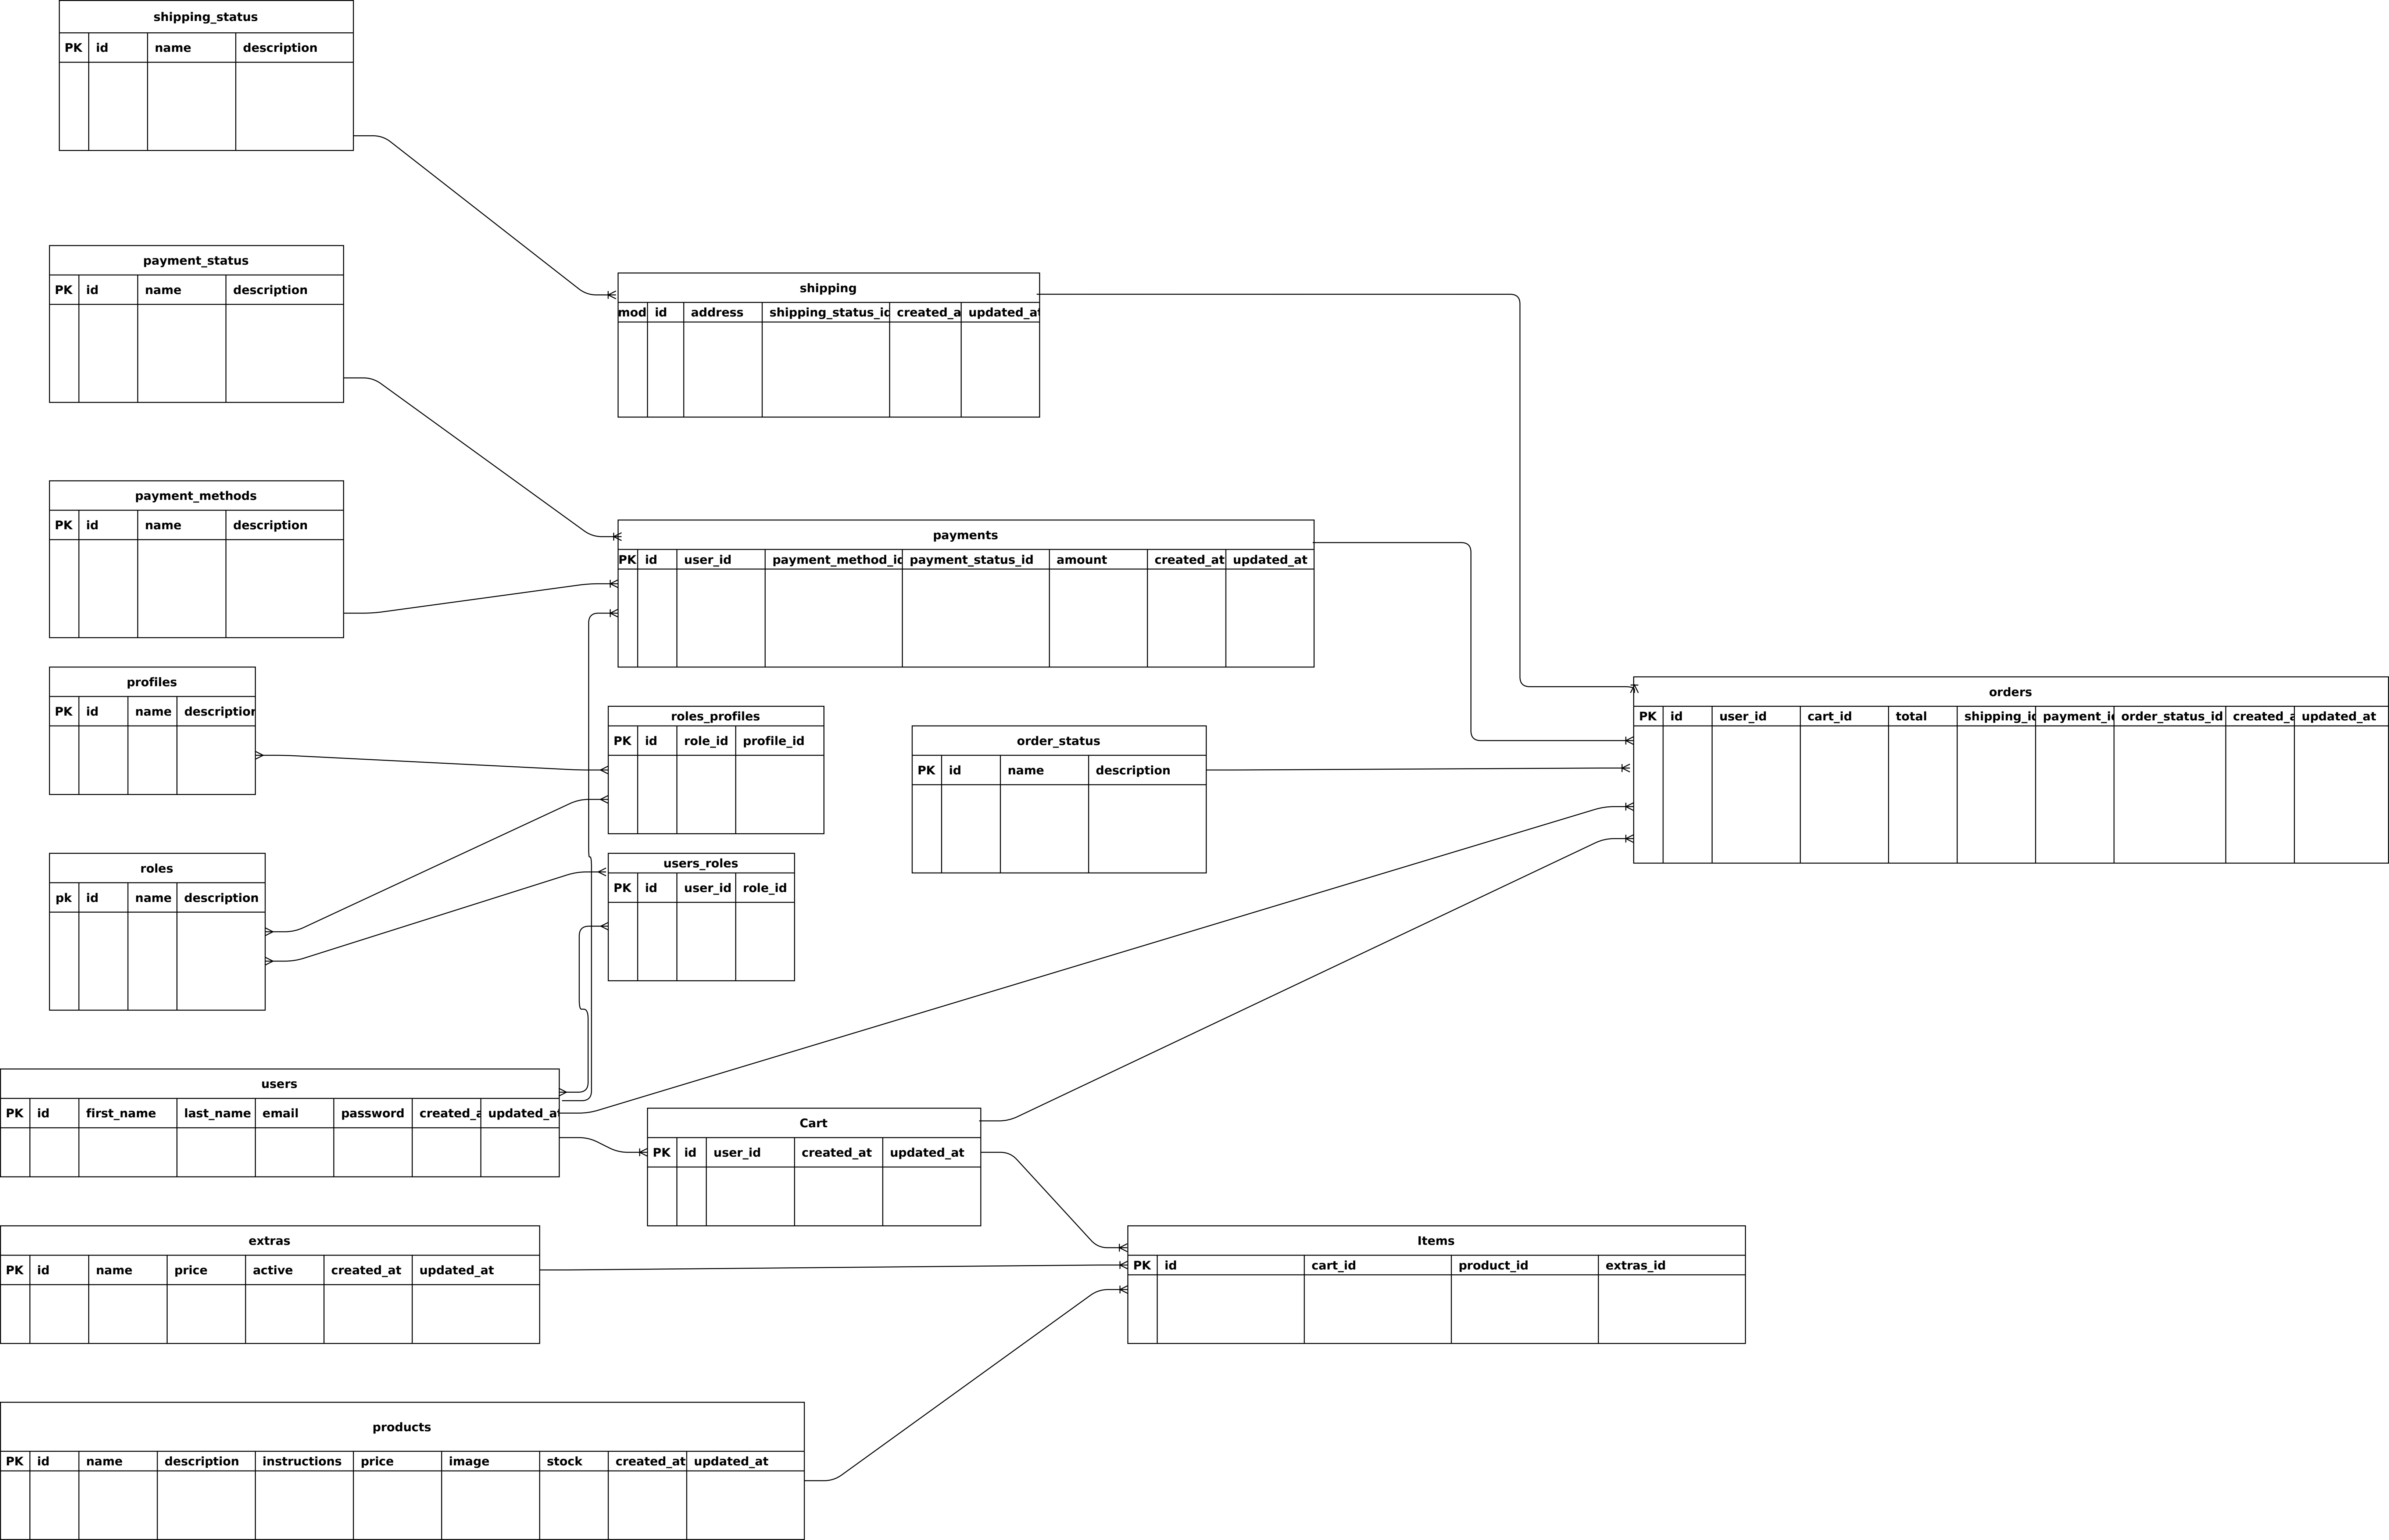 shipping_status
PK id name description
payment_status
PK id name description
shipping
mod id address shipping_status_id created_a updated_at
payment_methods
PK id name description
payments
PK id user_id payment_method_id payment_status_id amount created_at updated_at
profiles
PK id name description
roles_profiles
PK id role_id profile_id
order_status
PK id name description
orders
PK id user_id cart_id total shipping_id payment_id order_status_id created_a updated_at
roles
pk id name description
users_roles
PK id user_id role_id
users
PK id first_name last_name email password created_a updated_at
Cart
PK id user_id created_at updated_at
extras
PK id name price active created_at updated_at
Items
PK id cart_id product_id extras_id
products
PK id name description instructions price image stock created_at updated_at